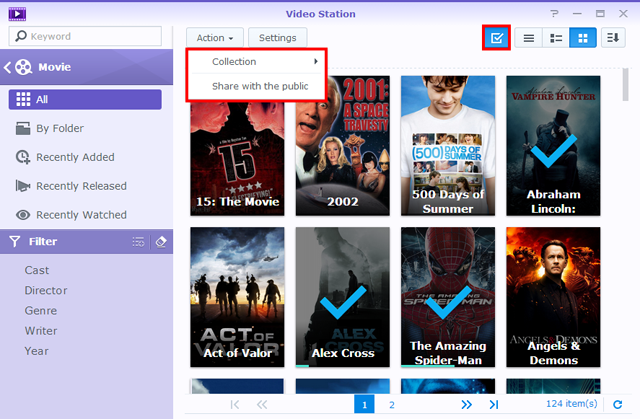 Video Station
Keyword
Action
Settings
Movie
Collection
Share with the public
All
By Folder
Recently Added
Recently Released
Recently Watched
Filter
Cast
Director
Genre
Writer
Year
15
15: The Movie
2001:
A SPACE
TRAVESTY
2002
(500) DAYS
OF SUMMER
500 Days of
Summer
VAMPIRE HUNTER
Abraham
Lincoln:
ACT OF
VALOR
Act of Valor
ALEX
CROSS
Alex Cross
THE AMAZING
The Amazing
Spider-Man
ANGELS & DEMONS
Angels &
Demons
1
2
124 item(s)